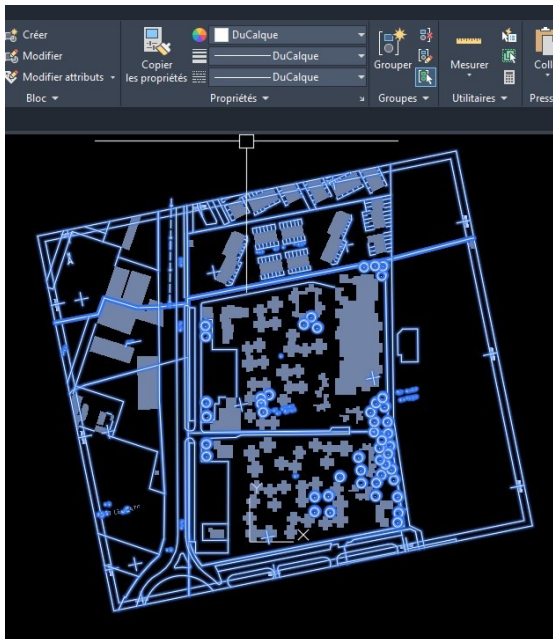 Créer
Modifier
Modifier attributs
Bloc
Copier
les propriétés
DuCalque
DuCalque
DuCalque
Propriétés
Grouper
Groupes
Mesurer
Utilitaires
Coll
Press
Y
X